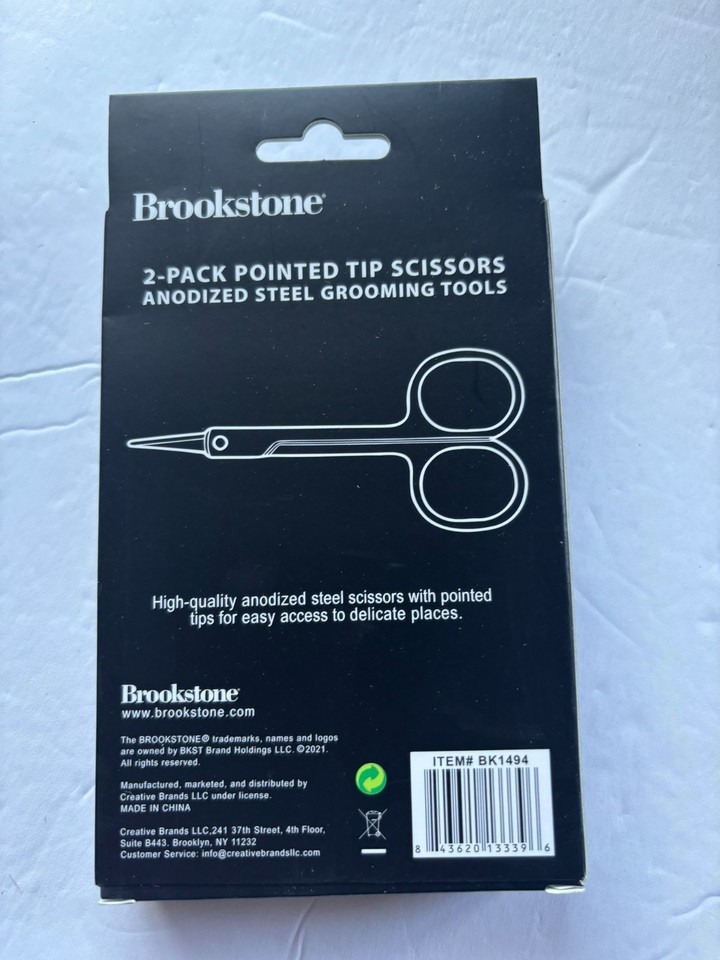 Brookstone®
2-PACK POINTED TIP SCISSORS
ANODIZED STEEL GROOMING TOOLS
High-quality anodized steel scissors with pointed
tips for easy access to delicate places.
Brookstone®
www.brookstone.com
The BROOKSTONE® trademarks, names and logos
are owned by BKST Brand Holdings LLC. ©2021.
All rights reserved.
Manufactured, marketed, and distributed by
Creative Brands LLC under license.
MADE IN CHINA
Creative Brands LLC,241 37th Street, 4th Floor,
Suite B443. Brooklyn, NY 11232
Customer Service: info@creativebrandsllc.com
ITEM# BK1494
8 43620 13339 6